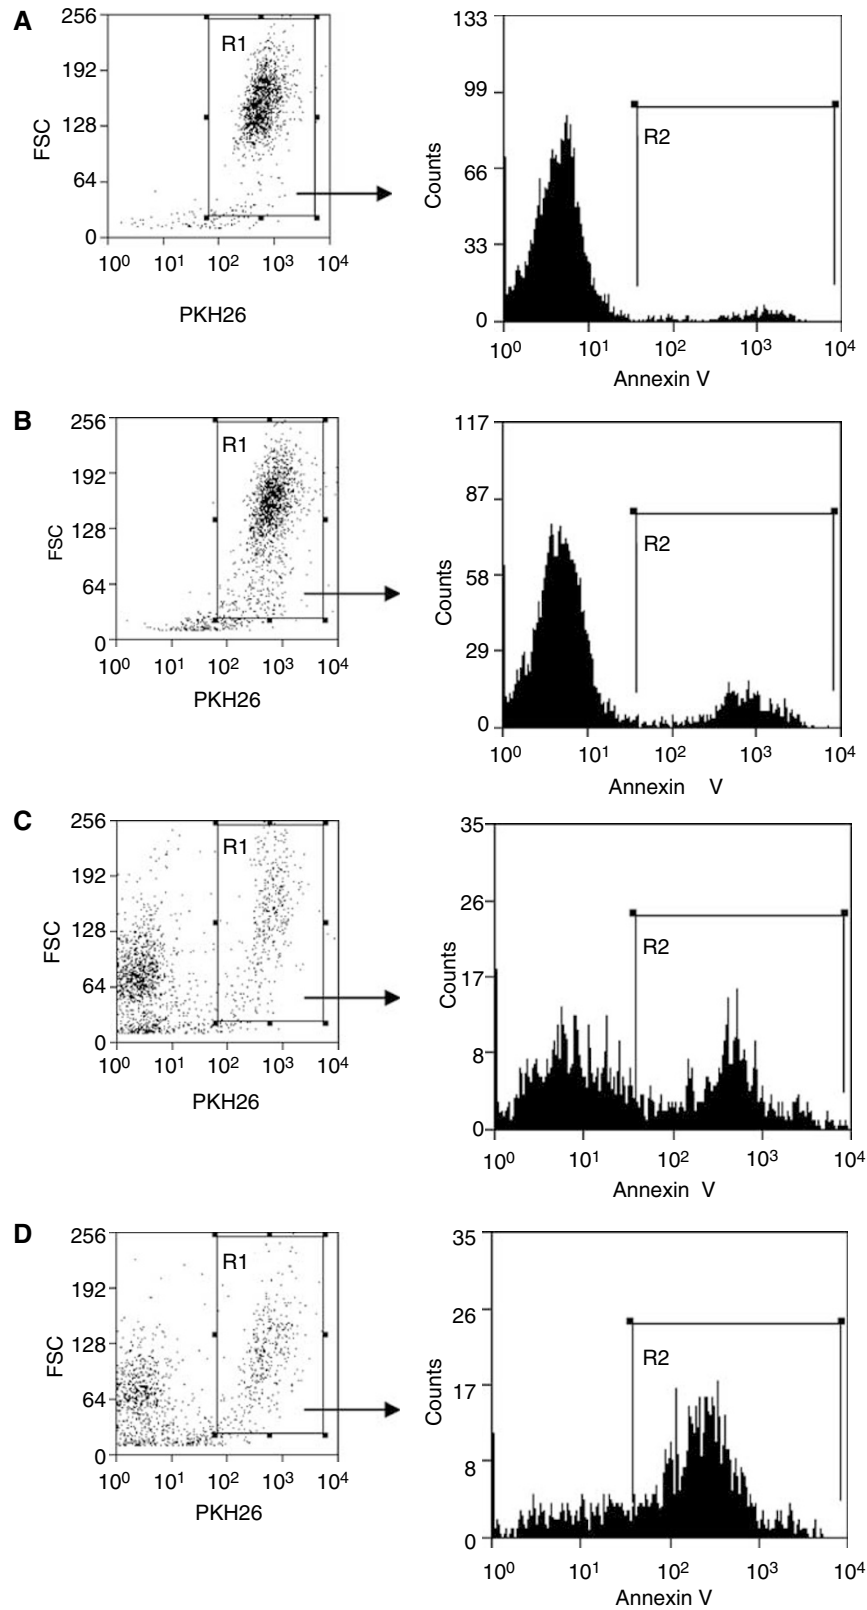 A
256
192
128
64
0
FSC
R1
10⁰ 10¹ 10² 10³ 10⁴
PKH26
133
99
66
33
0
Counts
R2
10⁰ 10¹ 10² 10³ 10⁴
Annexin V
B
256
192
128
64
0
FSC
R1
10⁰ 10¹ 10² 10³ 10⁴
PKH26
117
87
58
29
0
Counts
R2
10⁰ 10¹ 10² 10³ 10⁴
Annexin V
C
256
192
128
64
0
FSC
R1
10⁰ 10¹ 10² 10³ 10⁴
PKH26
35
26
17
8
0
Counts
R2
10⁰ 10¹ 10² 10³ 10⁴
Annexin V
D
256
192
128
64
0
FSC
R1
10⁰ 10¹ 10² 10³ 10⁴
PKH26
35
26
17
8
0
Counts
R2
10⁰ 10¹ 10² 10³ 10⁴
Annexin V